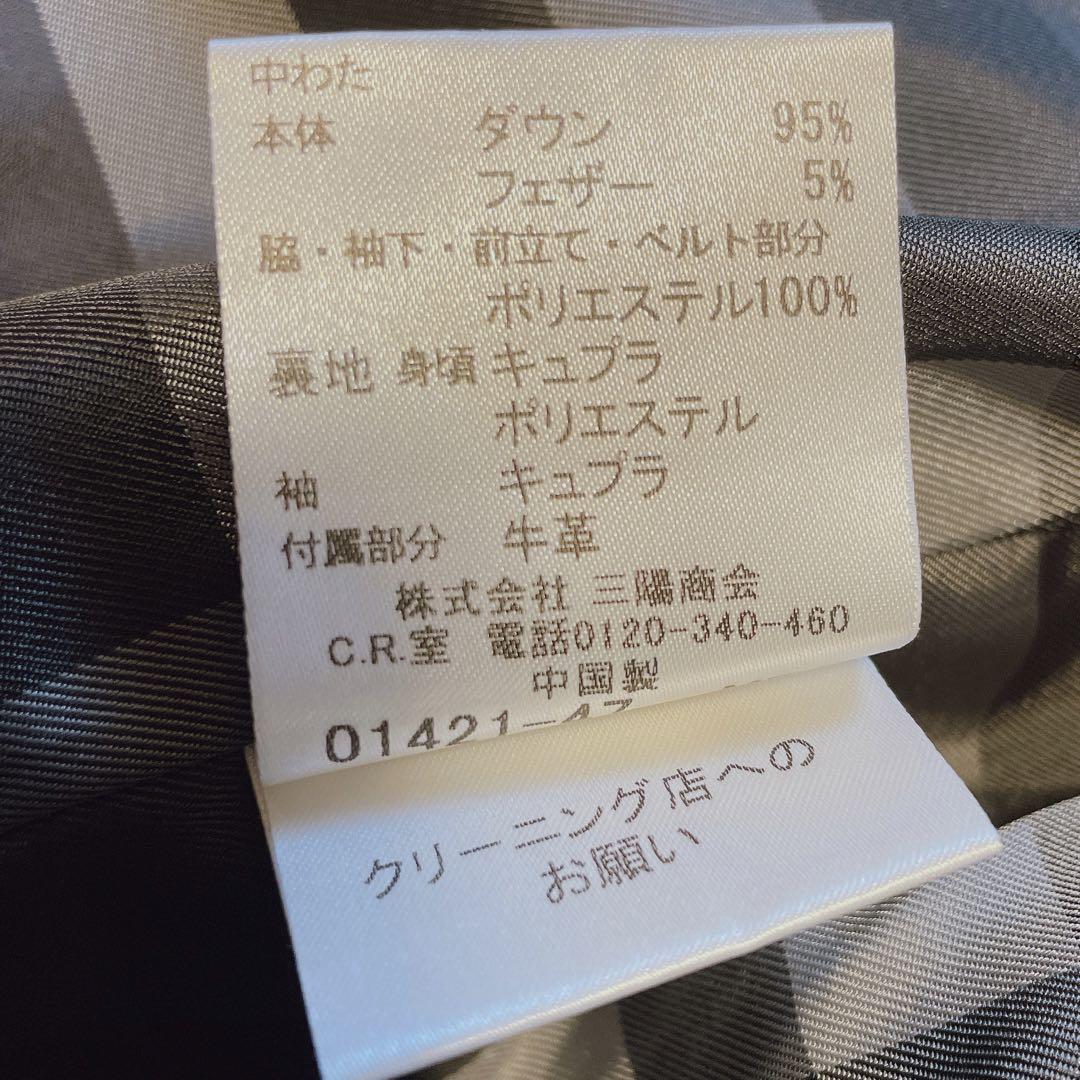 中わた
本体 ダウン 95%
フェザー 5%
脇・袖下・前立て・ベルト部分
ポリエステル100%
裏地 身頃 キュプラ
ポリエステル
袖 キュプラ
付属部分 牛革
株式会社 三陽商会
C.R.室 電話0120-340-460
中国製
01421-47
クリーニング店への
お願い